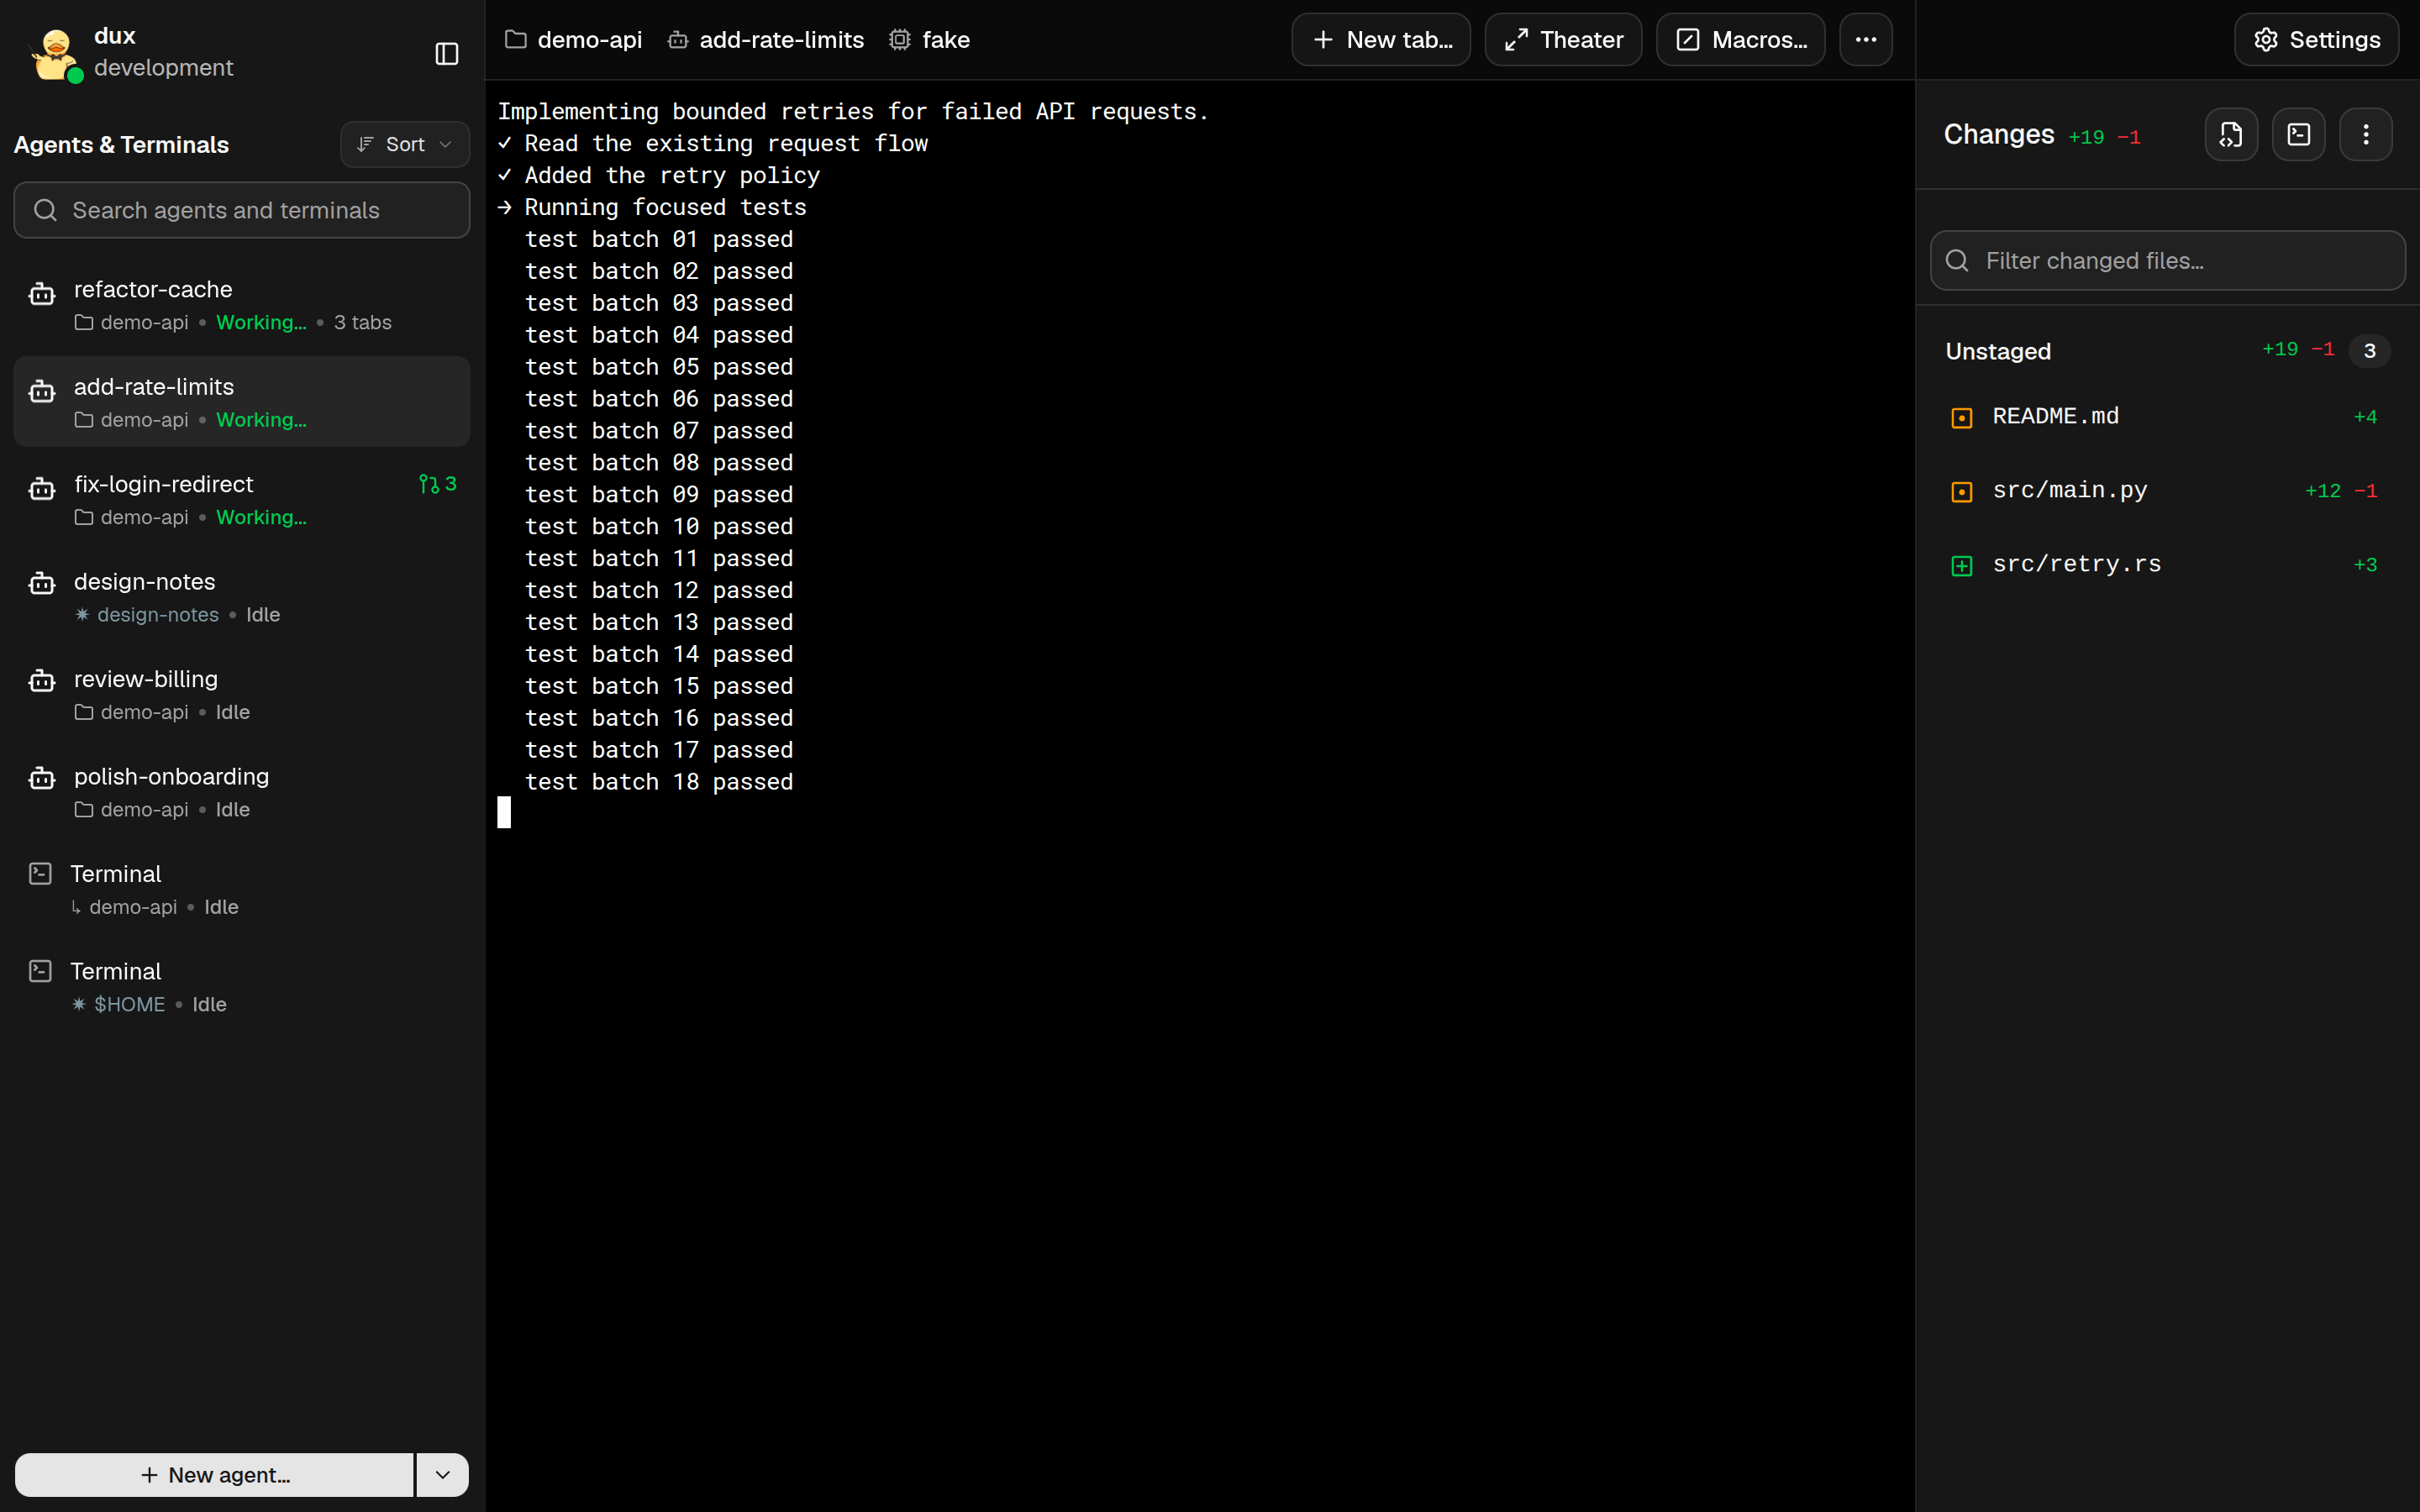 dux
development
Agents & Terminals
Sort
Search agents and terminals
refactor-cache
demo-api • Working... • 3 tabs
add-rate-limits
demo-api • Working...
fix-login-redirect 3
demo-api • Working...
design-notes
design-notes • Idle
review-billing
demo-api • Idle
polish-onboarding
demo-api • Idle
Terminal
↳ demo-api • Idle
Terminal
$HOME • Idle
+ New agent...
demo-api add-rate-limits fake
+ New tab... Theater Macros... ...
Implementing bounded retries for failed API requests.
✓ Read the existing request flow
✓ Added the retry policy
→ Running focused tests
test batch 01 passed
test batch 02 passed
test batch 03 passed
test batch 04 passed
test batch 05 passed
test batch 06 passed
test batch 07 passed
test batch 08 passed
test batch 09 passed
test batch 10 passed
test batch 11 passed
test batch 12 passed
test batch 13 passed
test batch 14 passed
test batch 15 passed
test batch 16 passed
test batch 17 passed
test batch 18 passed
Settings
Changes +19 −1
Filter changed files...
Unstaged +19 −1 3
README.md +4
src/main.py +12 −1
src/retry.rs +3